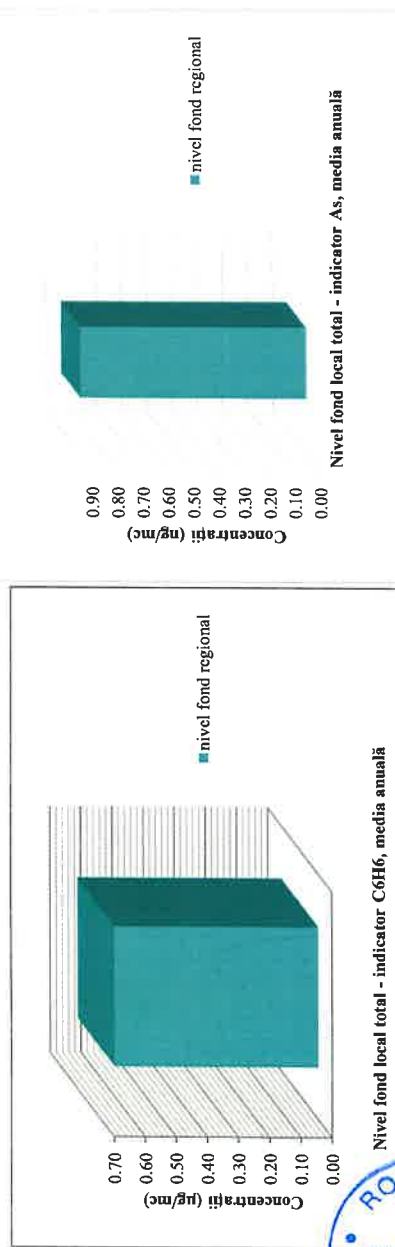 0.70
0.60
0.50
0.40
0.30
0.20
0.10
0.00
Concentrații (µg/mc)
nivel fond regional
Nivel fond local total - indicator C6H6, media anuală
0.90
0.80
0.70
0.60
0.50
0.40
0.30
0.20
0.10
0.00
Concentrații (ng/mc)
nivel fond regional
Nivel fond local total - indicator As, media anuală
RO